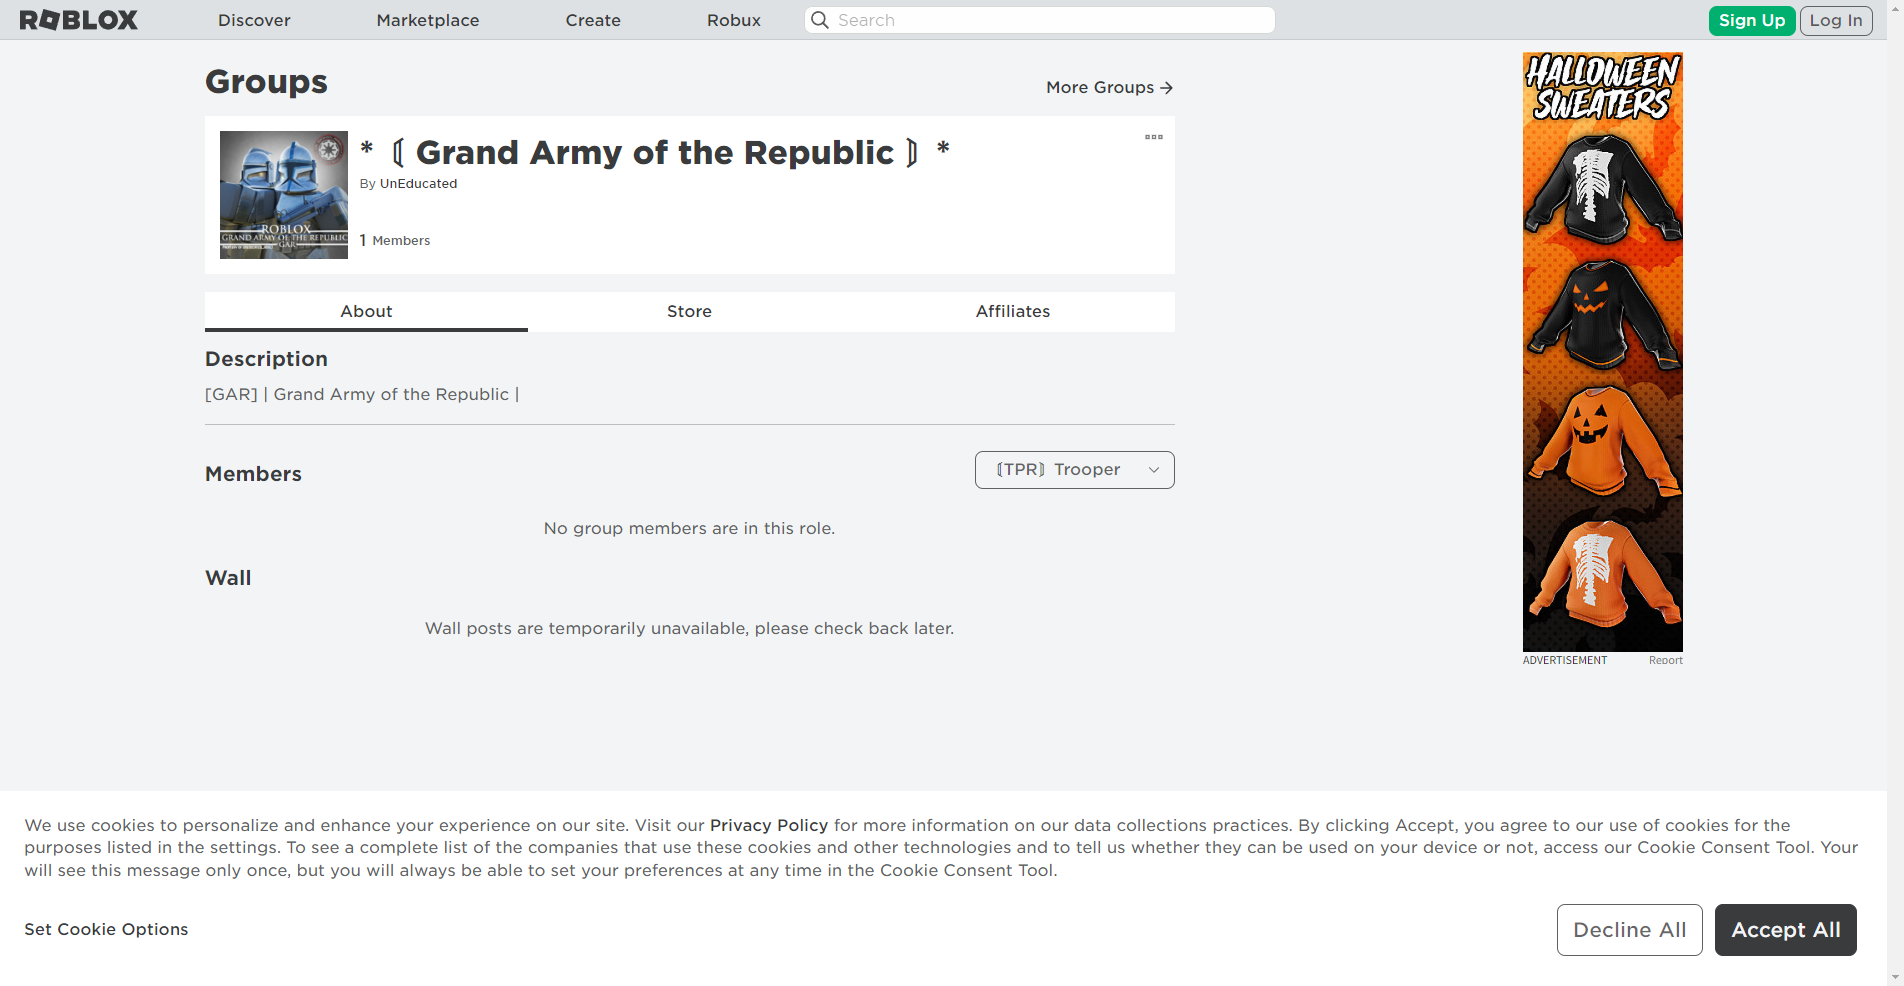 ROBLOX
Discover
Marketplace
Create
Robux
Search
Sign Up
Log In
Groups
More Groups →
* 〘 Grand Army of the Republic 〙 *
By UnEducated
1 Members
ROBLOX
GRAND ARMY OF THE REPUBLIC
GAR
About
Store
Affiliates
Description
[GAR] | Grand Army of the Republic |
Members
〘TPR〙 Trooper
No group members are in this role.
Wall
Wall posts are temporarily unavailable, please check back later.
HALLOWEEN
SWEATERS
ADVERTISEMENT
Report
We use cookies to personalize and enhance your experience on our site. Visit our Privacy Policy for more information on our data collections practices. By clicking Accept, you agree to our use of cookies for the
purposes listed in the settings. To see a complete list of the companies that use these cookies and other technologies and to tell us whether they can be used on your device or not, access our Cookie Consent Tool. Your
will see this message only once, but you will always be able to set your preferences at any time in the Cookie Consent Tool.
Set Cookie Options
Decline All
Accept All